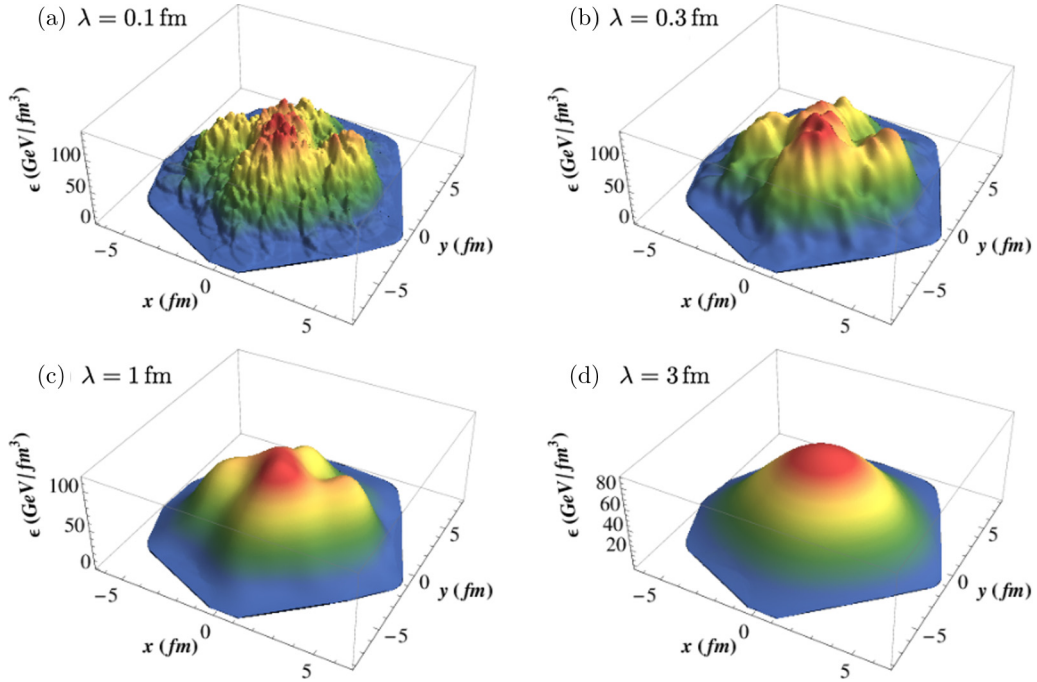 (a) λ = 0.1 fm
ϵ (GeV/fm³)
100
50
0
−5
0
5
x (fm)
5
0
−5
y (fm)
(b) λ = 0.3 fm
ϵ (GeV/fm³)
100
50
0
−5
0
5
x (fm)
5
0
−5
y (fm)
(c) λ = 1 fm
ϵ (GeV/fm³)
100
50
0
−5
0
5
x (fm)
5
0
−5
y (fm)
(d) λ = 3 fm
ϵ (GeV/fm³)
80
60
40
20
−5
0
5
x (fm)
5
0
−5
y (fm)